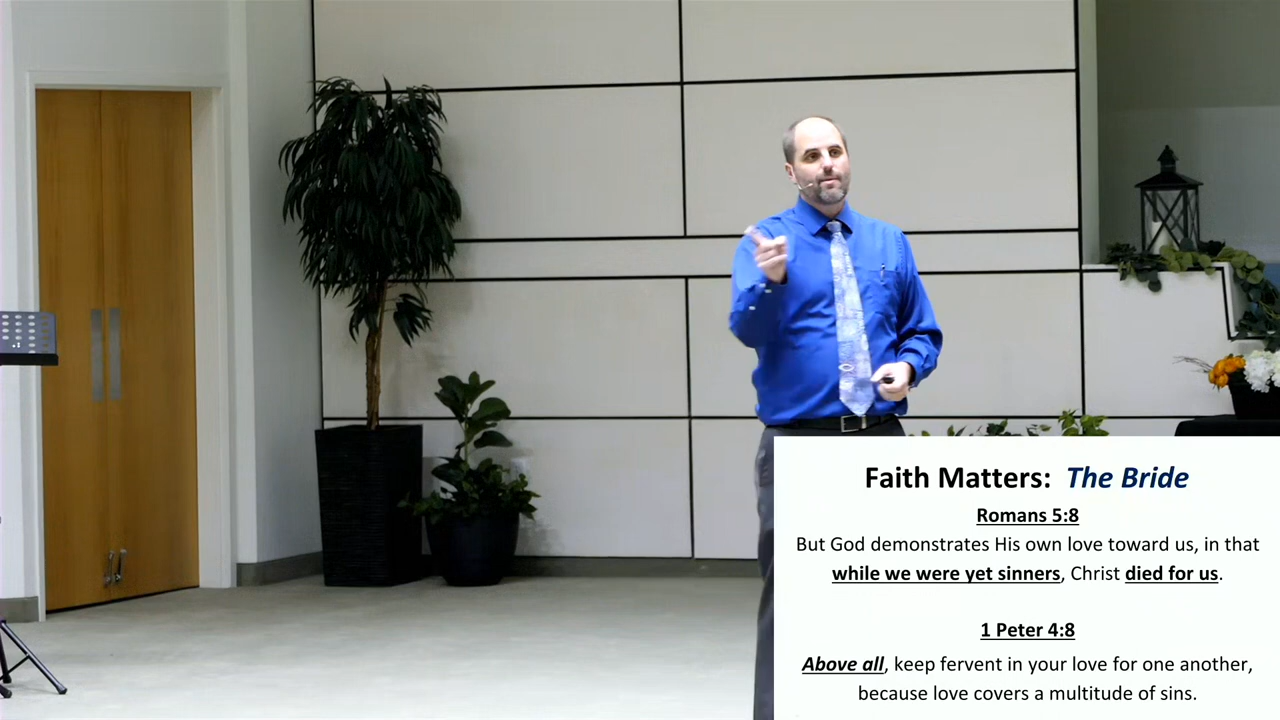 Faith Matters: The Bride
Romans 5:8
But God demonstrates His own love toward us, in that
while we were yet sinners, Christ died for us.
1 Peter 4:8
Above all, keep fervent in your love for one another,
because love covers a multitude of sins.